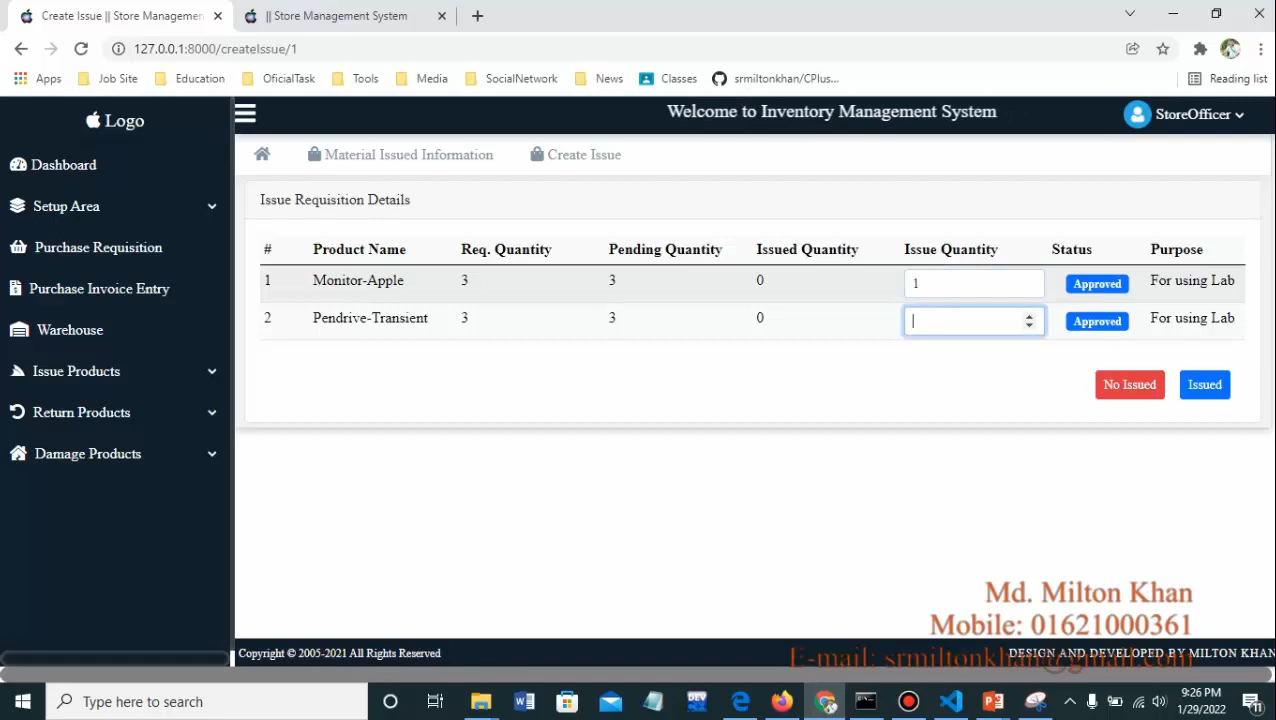 Create Issue || Store Managemen
|| Store Management System
127.0.0.1:8000/createIssue/1
Apps Job Site Education OficialTask Tools Media SocialNetwork News Classes srmiltonkhan/CPlus... Reading list
Logo
Welcome to Inventory Management System
StoreOfficer
Dashboard
Setup Area
Purchase Requisition
Purchase Invoice Entry
Warehouse
Issue Products
Return Products
Damage Products
Material Issued Information Create Issue
Issue Requisition Details
# Product Name Req. Quantity Pending Quantity Issued Quantity Issue Quantity Status Purpose
1 Monitor-Apple 3 3 0 1 Approved For using Lab
2 Pendrive-Transient 3 3 0 Approved For using Lab
No Issued Issued
Md. Milton Khan
Mobile: 01621000361
E-mail: srmiltonkhan@gmail.com
Copyright © 2005-2021 All Rights Reserved
DESIGN AND DEVELOPED BY MILTON KHAN
Type here to search
DEV
9:26 PM
1/29/2022
11